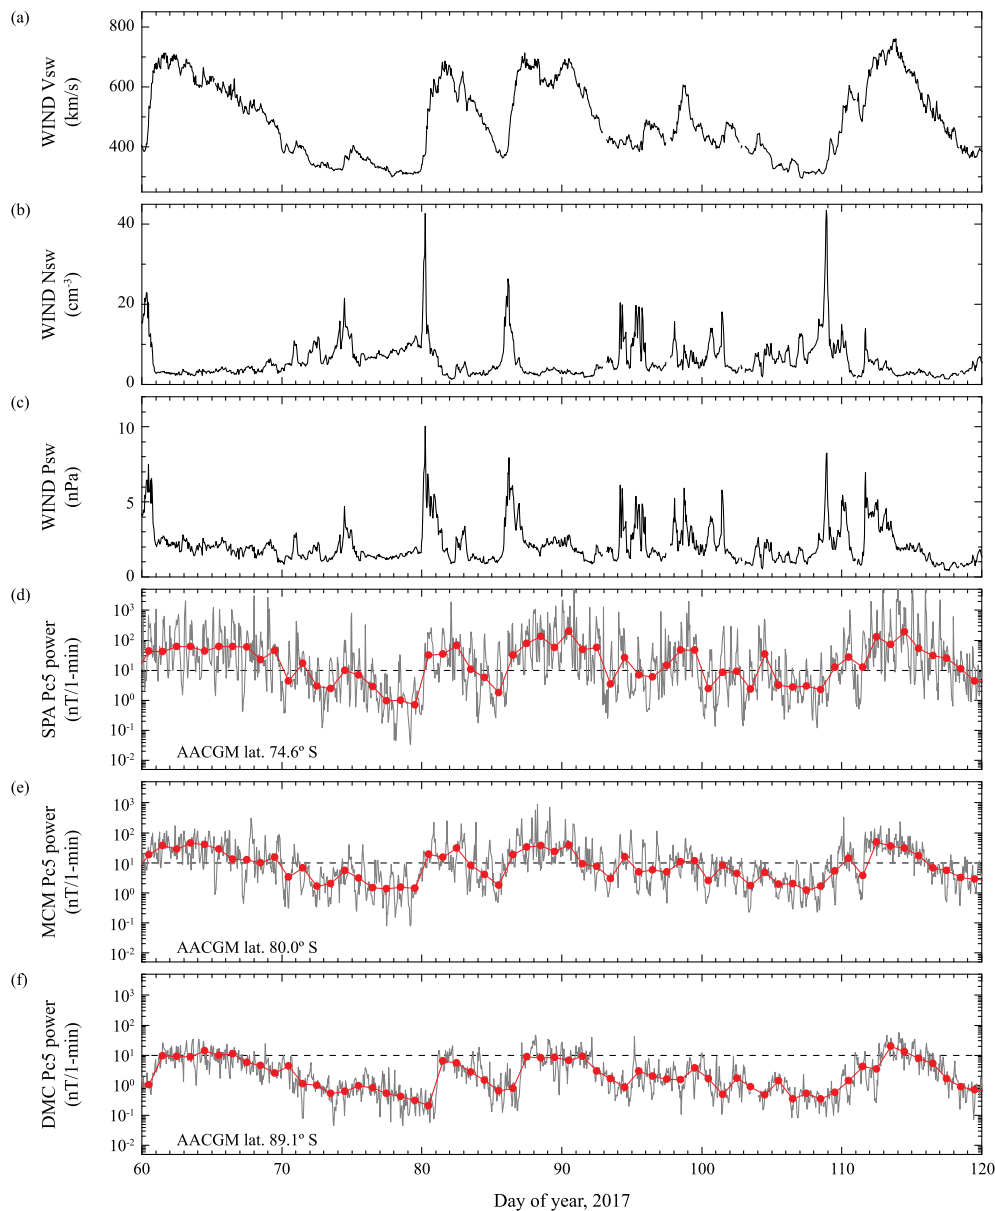 (a)
WIND Vsw
(km/s)
800
600
400
(b)
WIND Nsw
(cm⁻³)
40
20
0
(c)
WIND Psw
(nPa)
10
5
0
(d)
SPA Pc5 power
(nT/1-min)
10³
10²
10¹
10⁰
10⁻¹
10⁻²
AACGM lat. 74.6º S
(e)
MCM Pc5 power
(nT/1-min)
10³
10²
10¹
10⁰
10⁻¹
10⁻²
AACGM lat. 80.0º S
(f)
DMC Pc5 power
(nT/1-min)
10³
10²
10¹
10⁰
10⁻¹
10⁻²
AACGM lat. 89.1º S
60 70 80 90 100 110 120
Day of year, 2017